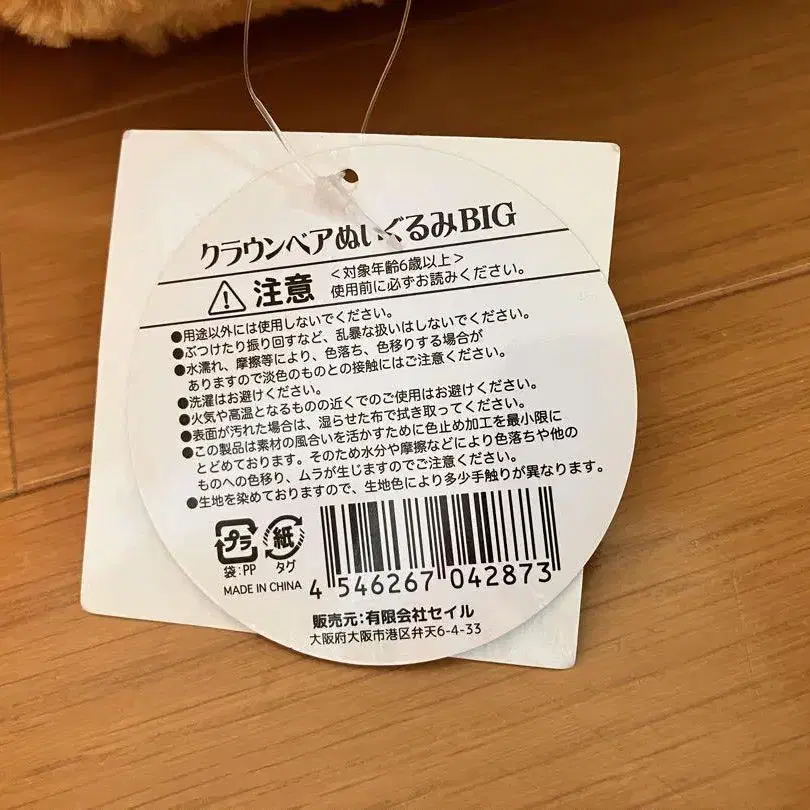 クラウンベアぬいぐるみBIG
注意
<対象年齢6歳以上>
使用前に必ずお読みください。
●用途以外には使用しないでください。
●ぶつけたり振り回すなど、乱暴な扱いはしないでください。
●水濡れ、摩擦等により、色落ち、色移りする場合が
ありますので淡色のものとの接触にはご注意ください。
●洗濯はお避けください。
●火気や高温となるものの近くでのご使用はお避けください。
●表面が汚れた場合は、湿らせた布で拭き取ってください。
●この製品は素材の風合いを活かすために色止め加工を最小限に
とどめております。そのため水分や摩擦などにより色落ちや他の
ものへの色移り、ムラが生じますのでご注意ください。
●生地を染めておりますので、生地色により多少手触りが異なります。
プラ
紙
袋:PP
タグ
MADE IN CHINA
4 546267 042873
販売元:有限会社セイル
大阪府大阪市港区弁天6-4-33